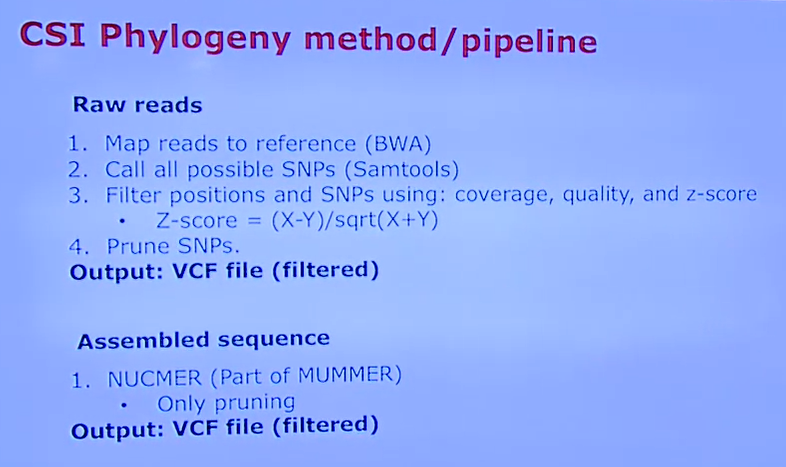 CSI Phylogeny method/pipeline
Raw reads
1. Map reads to reference (BWA)
2. Call all possible SNPs (Samtools)
3. Filter positions and SNPs using: coverage, quality, and z-score
• Z-score = (X-Y)/sqrt(X+Y)
4. Prune SNPs.
Output: VCF file (filtered)
Assembled sequence
1. NUCMER (Part of MUMMER)
• Only pruning
Output: VCF file (filtered)